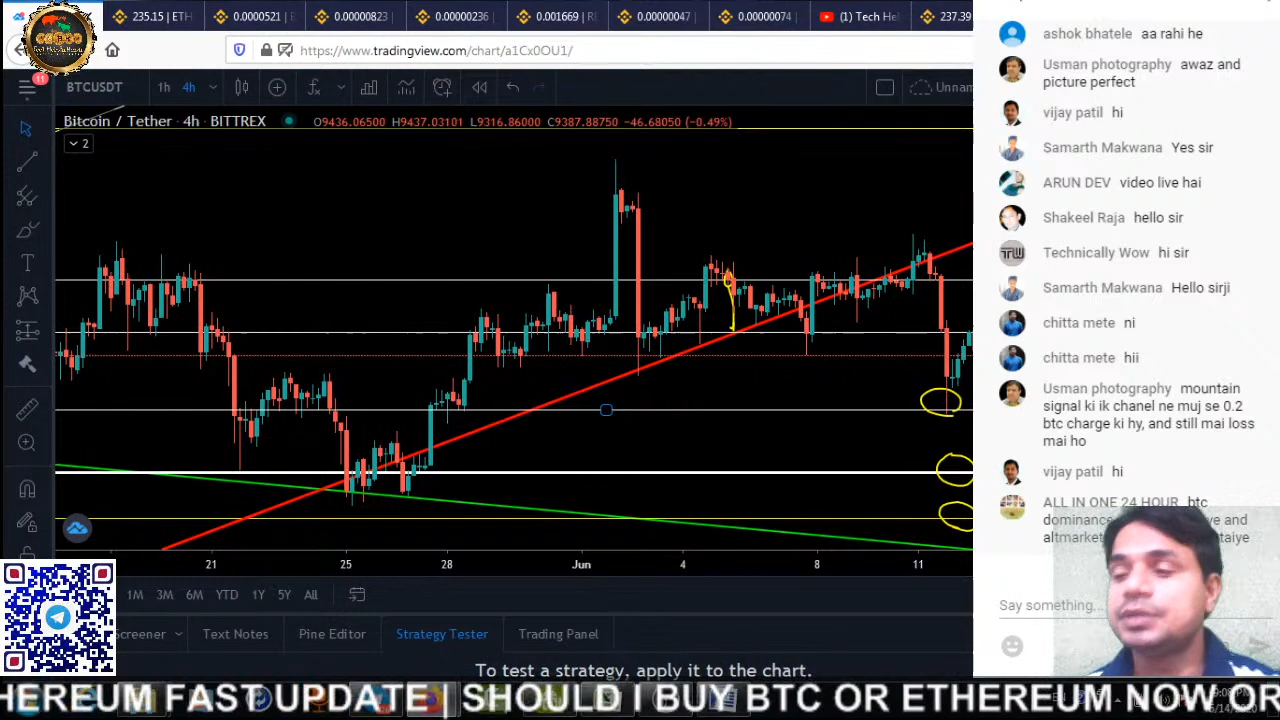 235.15 | ETH
0.0000521 | E
0.0000823
0.00000236
0.001669 | R
0.00000047 |
0.00000074 |
(1) Tech Hel
237.39
https://www.tradingview.com/chart/a1Cx0OU1/
11
BTCUSDT
1h
4h
Unnam
Bitcoin / Tether · 4h · BITTREX
O9436.06500 H9437.03101 L9316.86000 C9387.88750 −46.68050 (−0.49%)
2
21
25
28
Jun
4
8
11
1M
3M
6M
YTD
1Y
5Y
All
Screener
Text Notes
Pine Editor
Strategy Tester
Trading Panel
To test a strategy, apply it to the chart.
ashok bhatele aa rahi he
Usman photography awaz and
picture perfect
vijay patil hi
Samarth Makwana Yes sir
ARUN DEV video live hai
Shakeel Raja hello sir
TW
Technically Wow hi sir
Samarth Makwana Hello sirji
chitta mete ni
chitta mete hii
Usman photography mountain
signal ki ik chanel ne muj se 0.2
btc charge ki hy, and still mai loss
mai ho
vijay patil hi
ALL IN ONE 24 HOUR btc
dominance
ve and
altmarket
taiye
Say something...
HEREUM FAST UPDATE | SHOULD I BUY BTC OR ETHEREUM . NOW OR